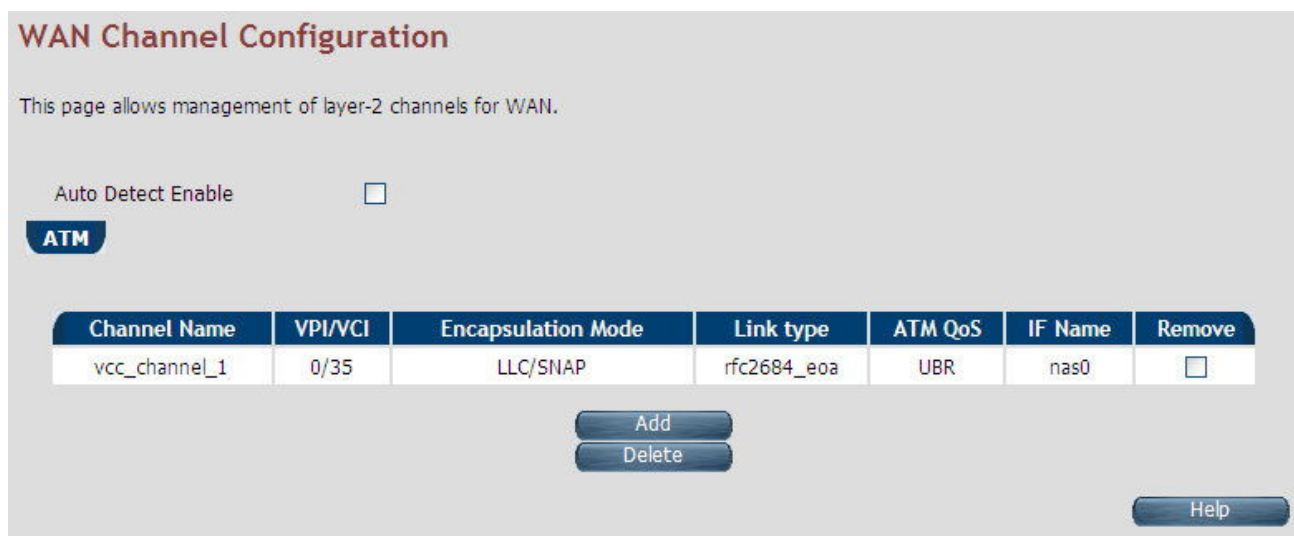 WAN Channel Configuration
This page allows management of layer-2 channels for WAN.
Auto Detect Enable
ATM
Channel Name VPI/VCI Encapsulation Mode Link type ATM QoS IF Name Remove
vcc_channel_1 0/35 LLC/SNAP rfc2684_eoa UBR nas0
Add
Delete
Help